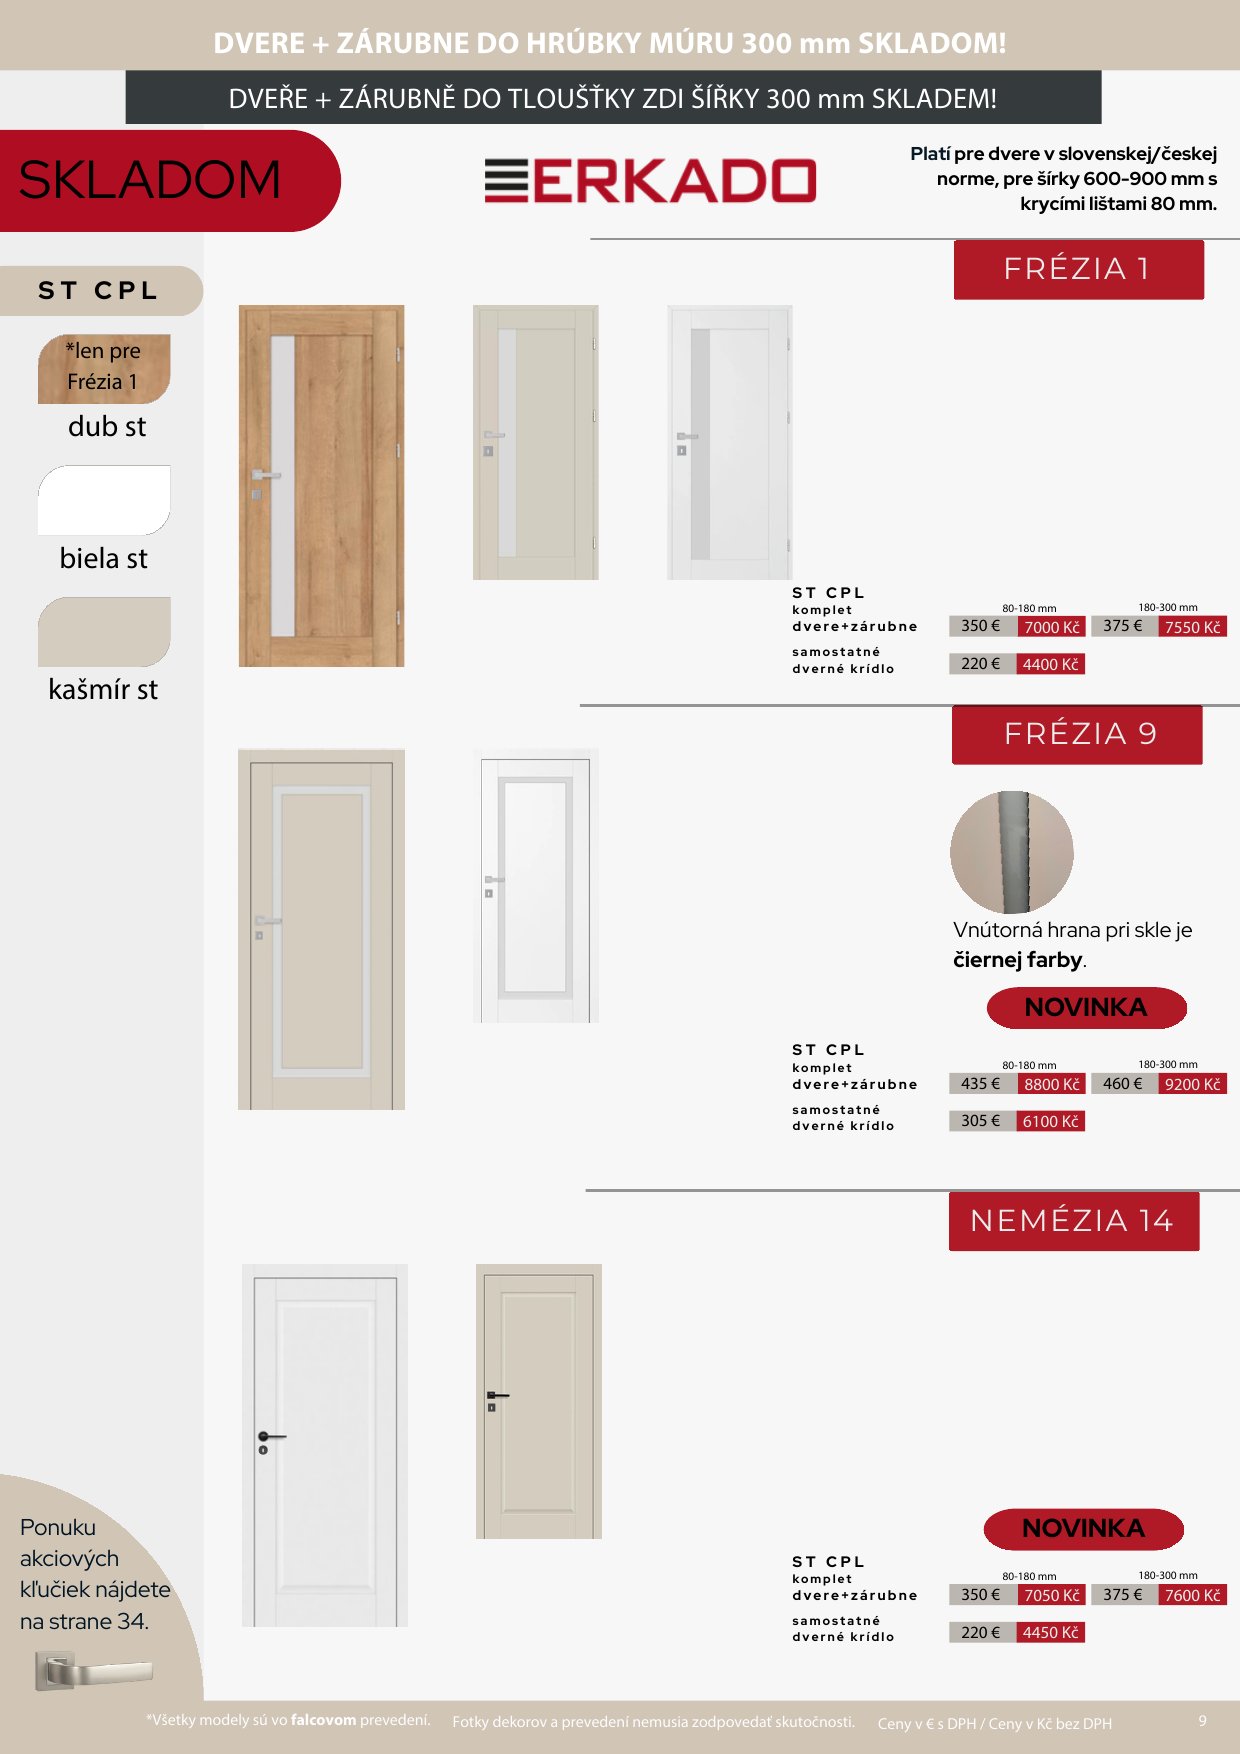 DVERE + ZÁRUBNE DO HRÚBKY MÚRU 300 mm SKLADOM!
DVEŘE + ZÁRUBNĚ DO TLOUŠŤKY ZDI ŠÍŘKY 300 mm SKLADEM!
SKLADOM
ERKADO
Platí pre dvere v slovenskej/českej
norme, pre šírky 600-900 mm s
krycími lištami 80 mm.
ST CPL
*len pre
Frézia 1
dub st
biela st
kašmír st
FRÉZIA 1
ST CPL
komplet
dvere+zárubne
80-180 mm 180-300 mm
350 € 7000 Kč 375 € 7550 Kč
samostatné
dverné krídlo
220 € 4400 Kč
FRÉZIA 9
Vnútorná hrana pri skle je
čiernej farby.
NOVINKA
ST CPL
komplet
dvere+zárubne
80-180 mm 180-300 mm
435 € 8800 Kč 460 € 9200 Kč
samostatné
dverné krídlo
305 € 6100 Kč
NEMÉZIA 14
NOVINKA
ST CPL
komplet
dvere+zárubne
80-180 mm 180-300 mm
350 € 7050 Kč 375 € 7600 Kč
samostatné
dverné krídlo
220 € 4450 Kč
Ponuku
akciových
kľučiek nájdete
na strane 34.
*Všetky modely sú vo falcovom prevedení. Fotky dekorov a prevedení nemusia zodpovedať skutočnosti. Ceny v € s DPH / Ceny v Kč bez DPH 9